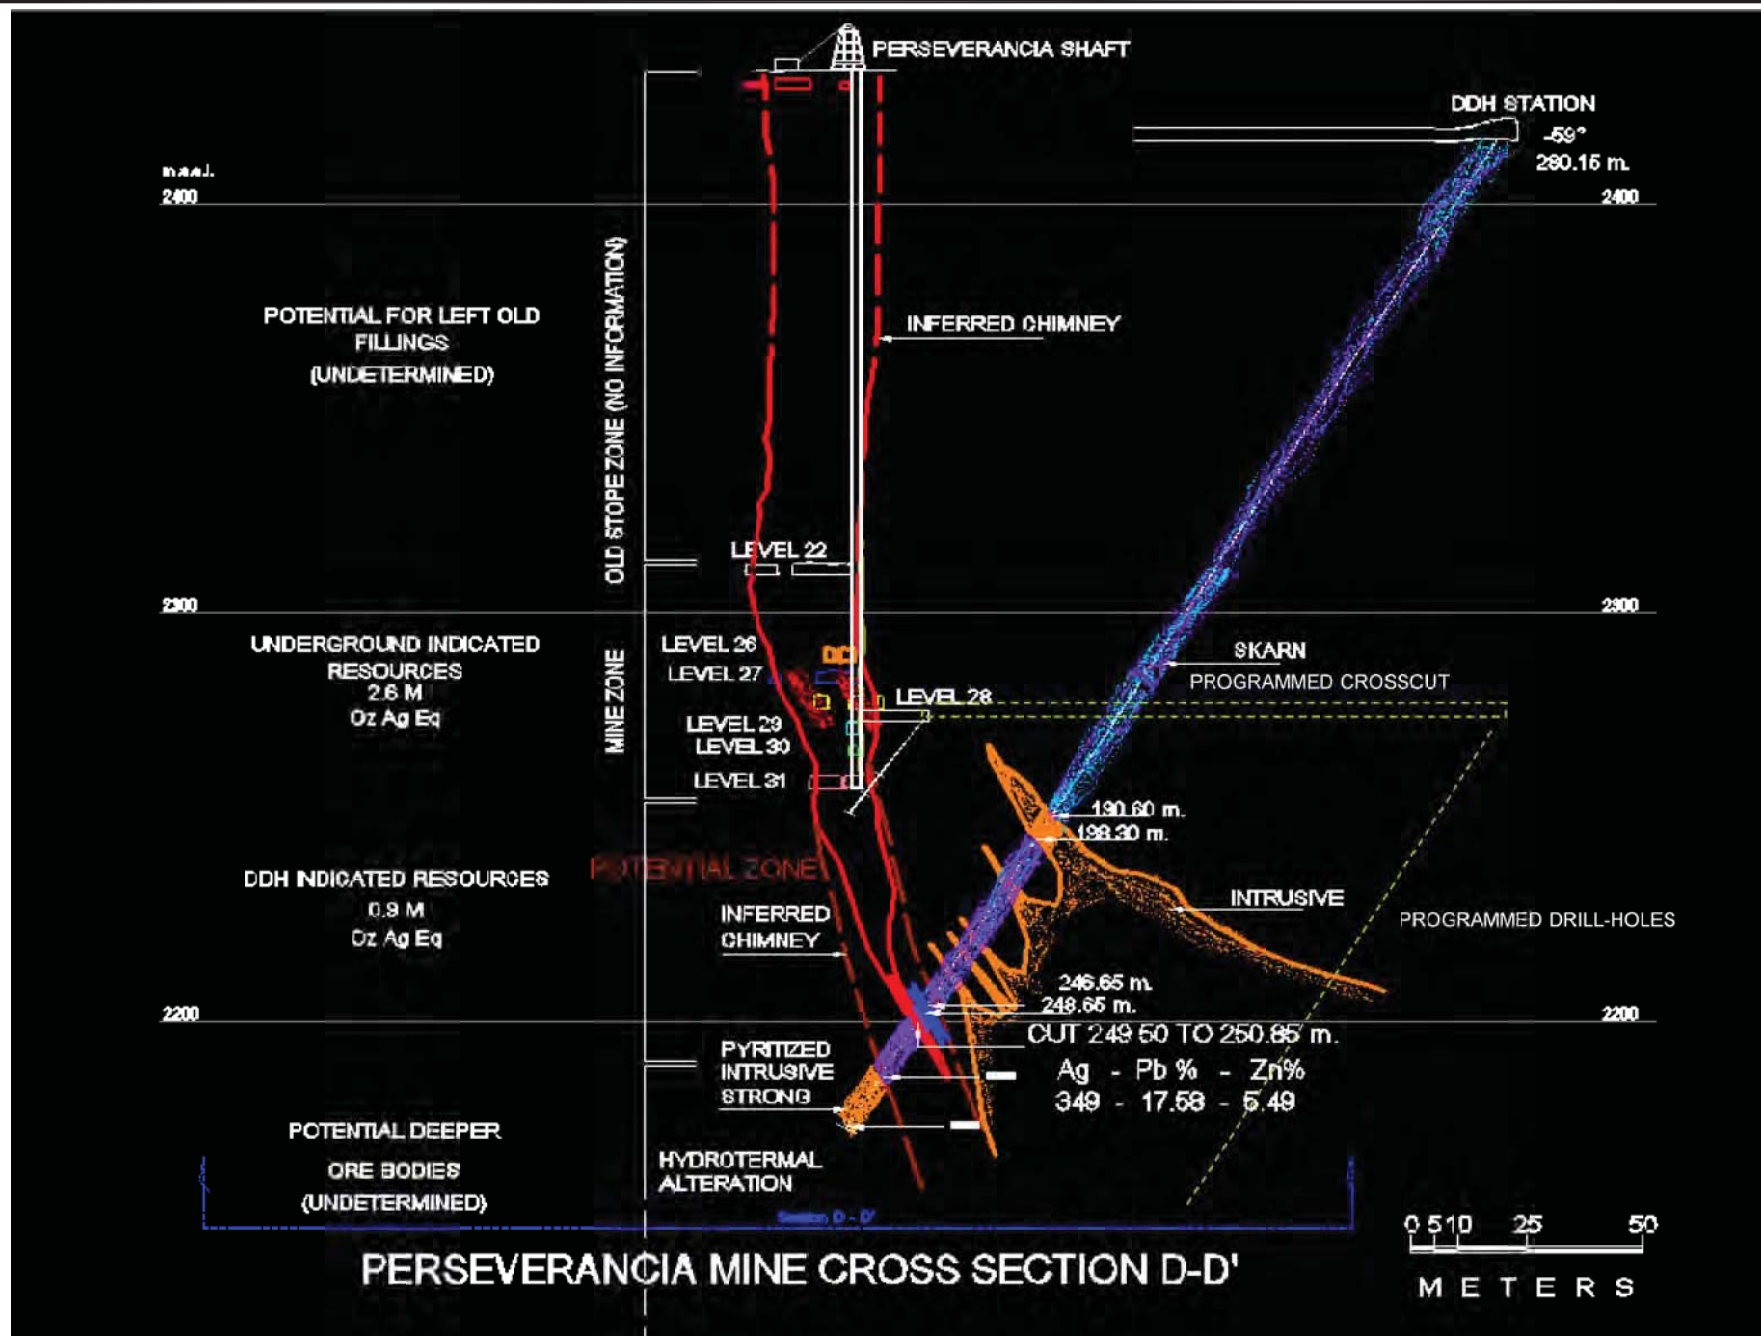 PERSEVERANCIA SHAFT
DDH STATION
-59°
280.15 m.
m.a.s.l.
2400
2400
OLD STOPE ZONE (NO INFORMATION)
POTENTIAL FOR LEFT OLD
FILLINGS
(UNDETERMINED)
INFERRED CHIMNEY
LEVEL 22
2300
2300
UNDERGROUND INDICATED
RESOURCES
2.6 M
Oz Ag Eq
MINE ZONE
LEVEL 26
LEVEL 27
LEVEL 28
LEVEL 29
LEVEL 30
LEVEL 31
SKARN
PROGRAMMED CROSSCUT
190.60 m.
198.30 m.
POTENTIAL ZONE
DDH INDICATED RESOURCES
0.9 M
Oz Ag Eq
INFERRED
CHIMNEY
INTRUSIVE
PROGRAMMED DRILL-HOLES
246.65 m.
248.65 m.
2200
2200
CUT 249.50 TO 250.85 m.
Ag - Pb % - Zn%
349 - 17.58 - 5.49
PYRITIZED
INTRUSIVE
STRONG
HYDROTERMAL
ALTERATION
POTENTIAL DEEPER
ORE BODIES
(UNDETERMINED)
Section D - D'
PERSEVERANCIA MINE CROSS SECTION D-D'
0 5 10 25 50
METERS